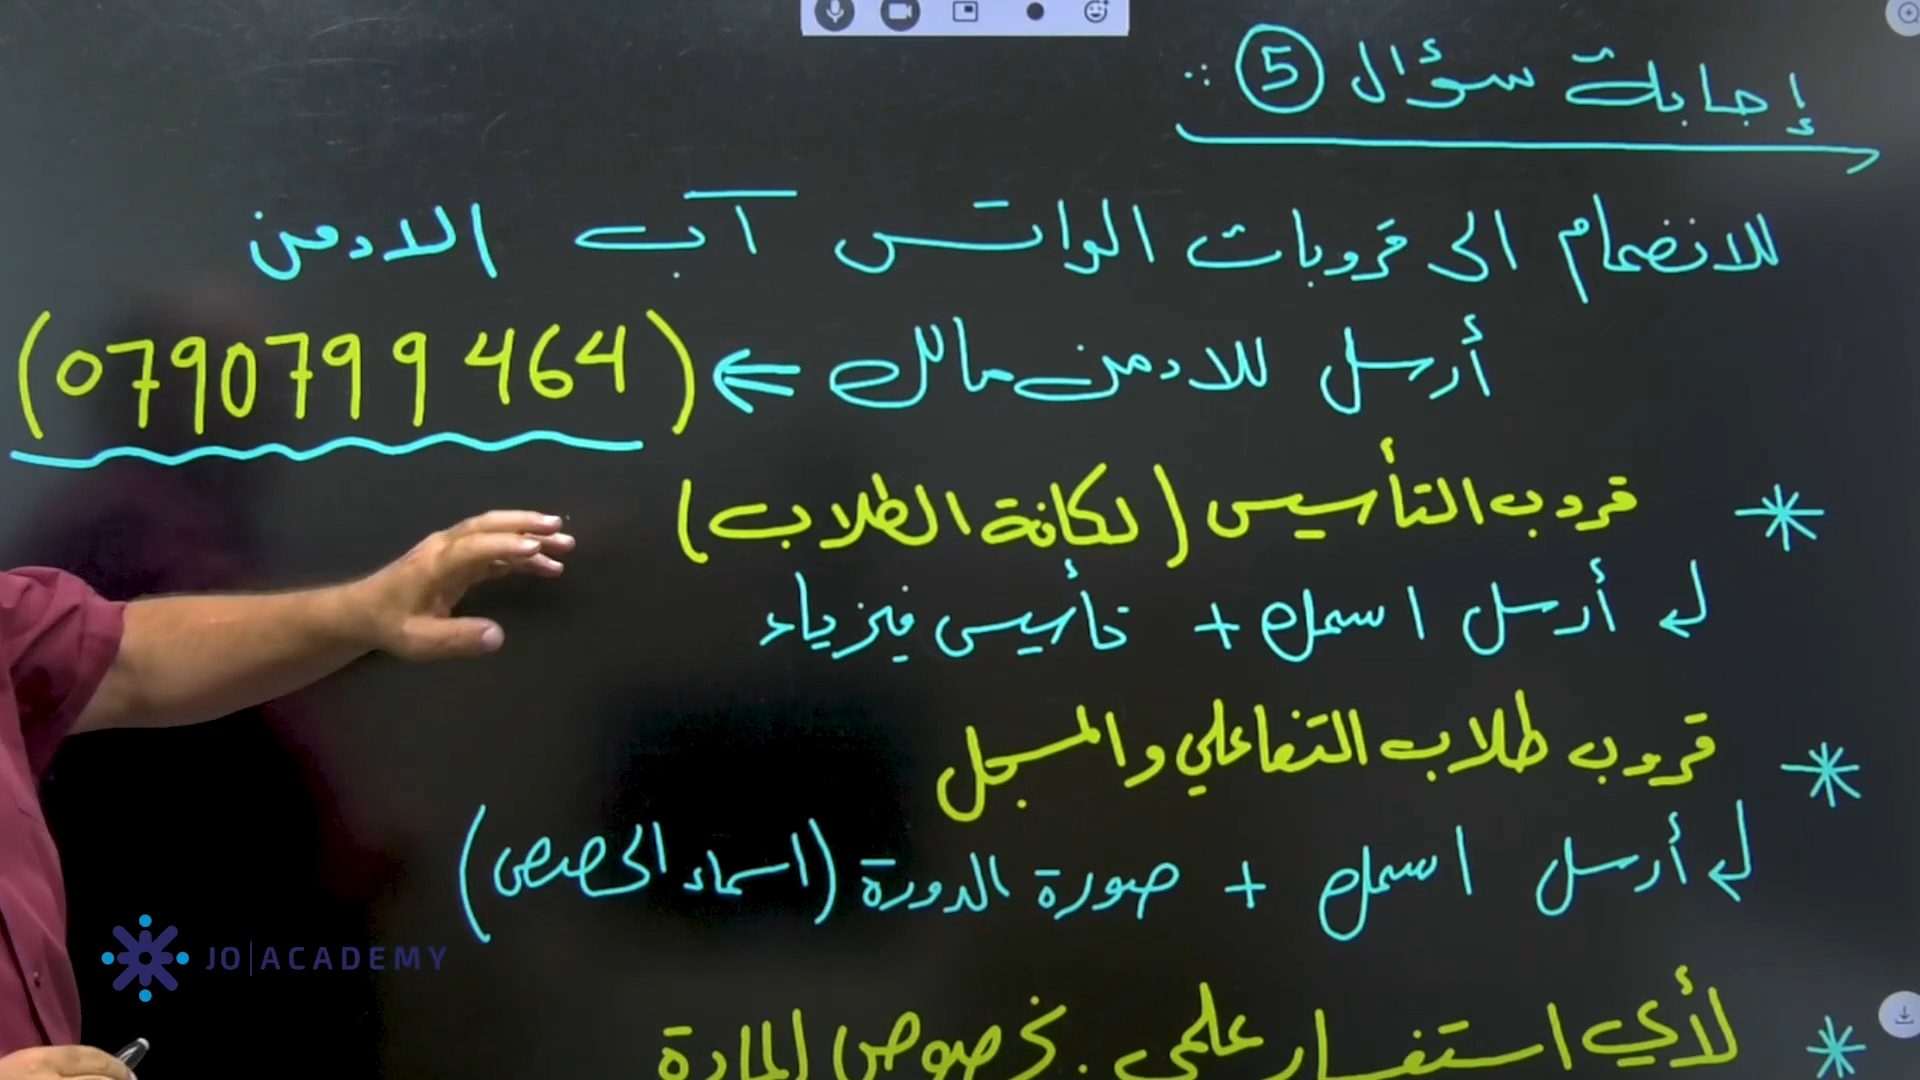 إجابة سؤال 5 :
للانضمام الى قروبات الواتس آب الادمن
أرسل للادمن مالك ← (0790799464)
* قروب التأسيس (لكافة الطلاب)
أرسل اسمك + تأسيس فيزياء
* قروب طلاب التفاعلي والمسجل
أرسل اسمك + صورة الدورة (اسماء الحصص)
* لأي استفسار علمي بخصوص المادة
JO|ACADEMY